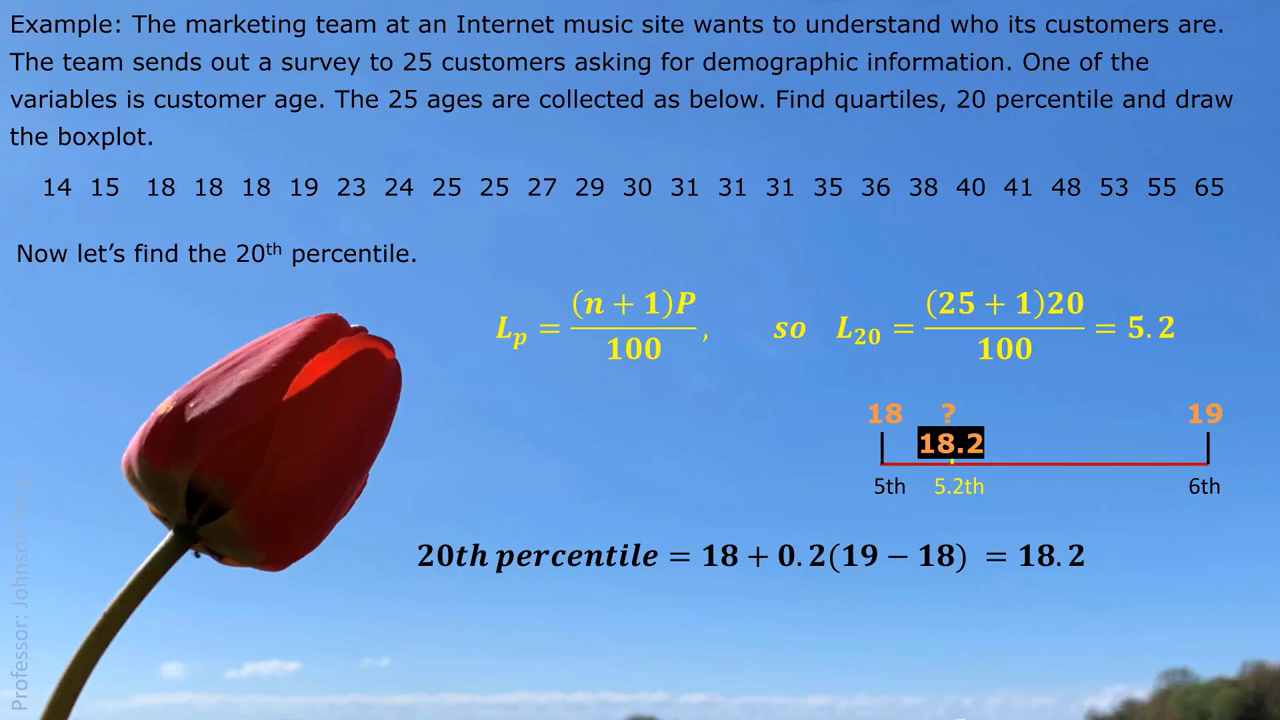 Example: The marketing team at an Internet music site wants to understand who its customers are.
The team sends out a survey to 25 customers asking for demographic information. One of the
variables is customer age. The 25 ages are collected as below. Find quartiles, 20 percentile and draw
the boxplot.
14 15 18 18 18 19 23 24 25 25 27 29 30 31 31 31 35 36 38 40 41 48 53 55 65
Now let's find the 20th percentile.
Lp = (n + 1)P / 100, so L20 = (25 + 1)20 / 100 = 5.2
18 ? 19
18.2
5th 5.2th 6th
20th percentile = 18 + 0.2(19 − 18) = 18.2
Professor: Johnson